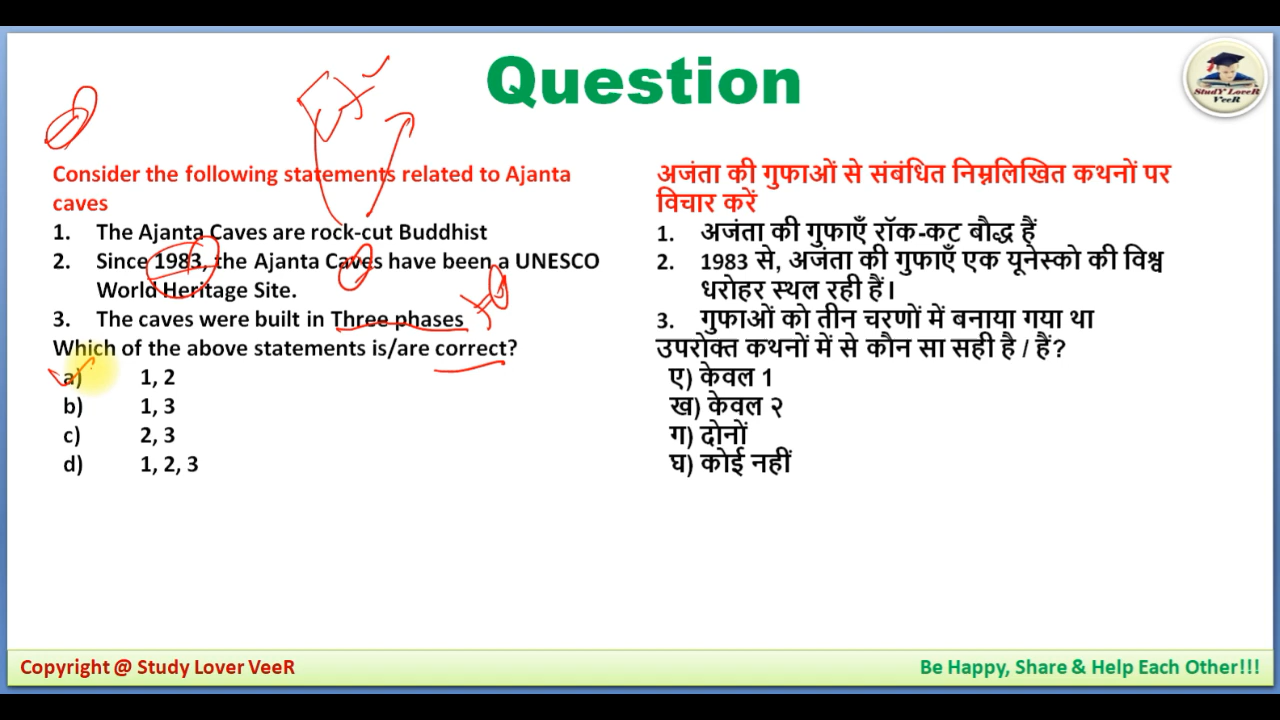 Question
StudY LoveR
VeeR
Consider the following statements related to Ajanta
caves
1. The Ajanta Caves are rock-cut Buddhist
2. Since 1983, the Ajanta Caves have been a UNESCO
World Heritage Site.
3. The caves were built in Three phases
Which of the above statements is/are correct?
a) 1, 2
b) 1, 3
c) 2, 3
d) 1, 2, 3
अजंता की गुफाओं से संबंधित निम्नलिखित कथनों पर
विचार करें
1. अजंता की गुफाएँ रॉक-कट बौद्ध हैं
2. 1983 से, अजंता की गुफाएँ एक यूनेस्को की विश्व
धरोहर स्थल रही हैं।
3. गुफाओं को तीन चरणों में बनाया गया था
उपरोक्त कथनों में से कौन सा सही है / हैं?
ए) केवल 1
ख) केवल २
ग) दोनों
घ) कोई नहीं
Copyright @ Study Lover VeeR
Be Happy, Share & Help Each Other!!!